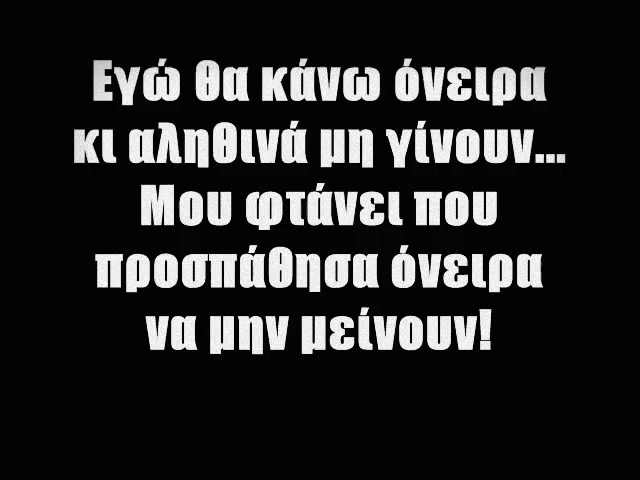 Εγώ θα κάνω όνειρα
κι αληθινά μη γίνουν...
Μου φτάνει που
προσπάθησα όνειρα
να μην μείνουν!